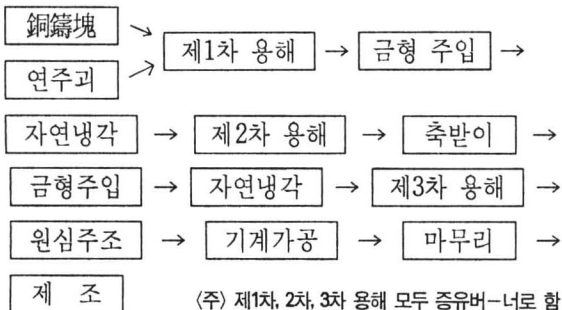 銅鑄塊
연주괴
제1차 용해 → 금형 주입 →
자연냉각 → 제2차 용해 → 축받이 →
금형주입 → 자연냉각 → 제3차 용해 →
원심주조 → 기계가공 → 마무리 →
제 조
〈주〉 제1차, 2차, 3차 용해 모두 증유버-너로 함